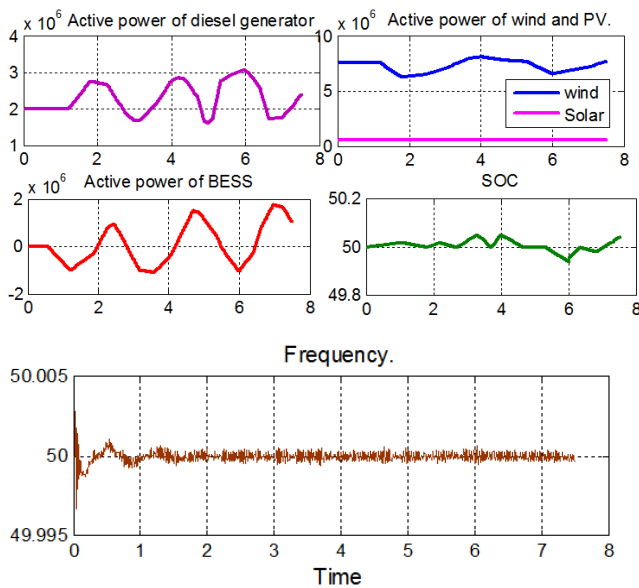 x 10^6 Active power of diesel generator
4
3
2
1
0 2 4 6 8
x 10^6 Active power of wind and PV.
10
5
0
0 2 4 6 8
wind
Solar
x 10^6 Active power of BESS
2
0
-2
0 2 4 6 8
SOC
50.2
50
49.8
0 2 4 6 8
Frequency.
50.005
50
49.995
0 1 2 3 4 5 6 7 8
Time